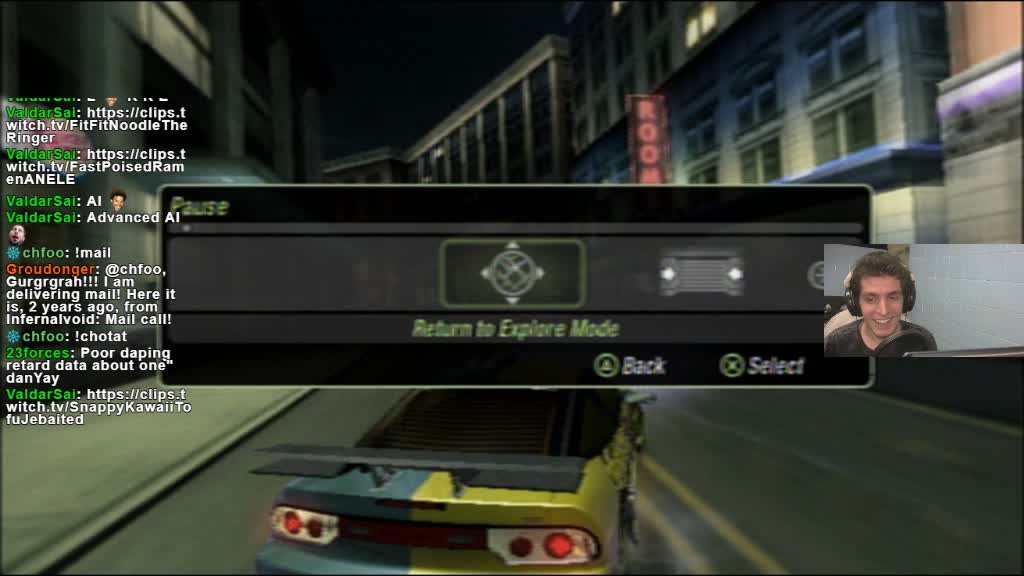 ValdarSai: https://clips.t
witch.tv/FitFitNoodleThe
Ringer
ValdarSai: https://clips.t
witch.tv/FastPoisedRam
enANELE
ValdarSai: AI
ValdarSai: Advanced AI
chfoo: !mail
Groudonger: @chfoo,
Gurgrgrah!!! I am
delivering mail! Here it
is, 2 years ago, from
Infernalvoid: Mail call!
chfoo: !chotat
23forces: Poor daping
retard data about one"
danYay
ValdarSai: https://clips.t
witch.tv/SnappyKawaiiTo
fuJebaited
Pause
Return to Explore Mode
Back
Select
ROOM